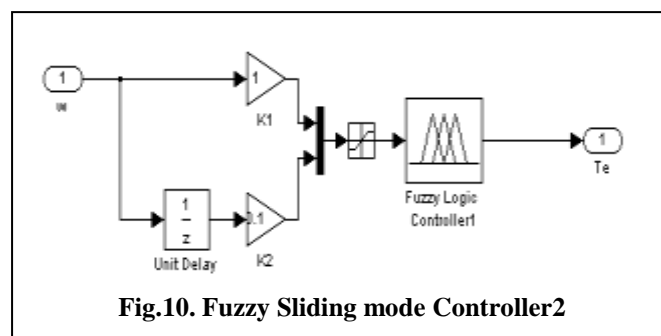 1
w
1
K1
1
z
Unit Delay
0.1
K2
Fuzzy Logic
Controller1
1
Te
Fig.10. Fuzzy Sliding mode Controller2